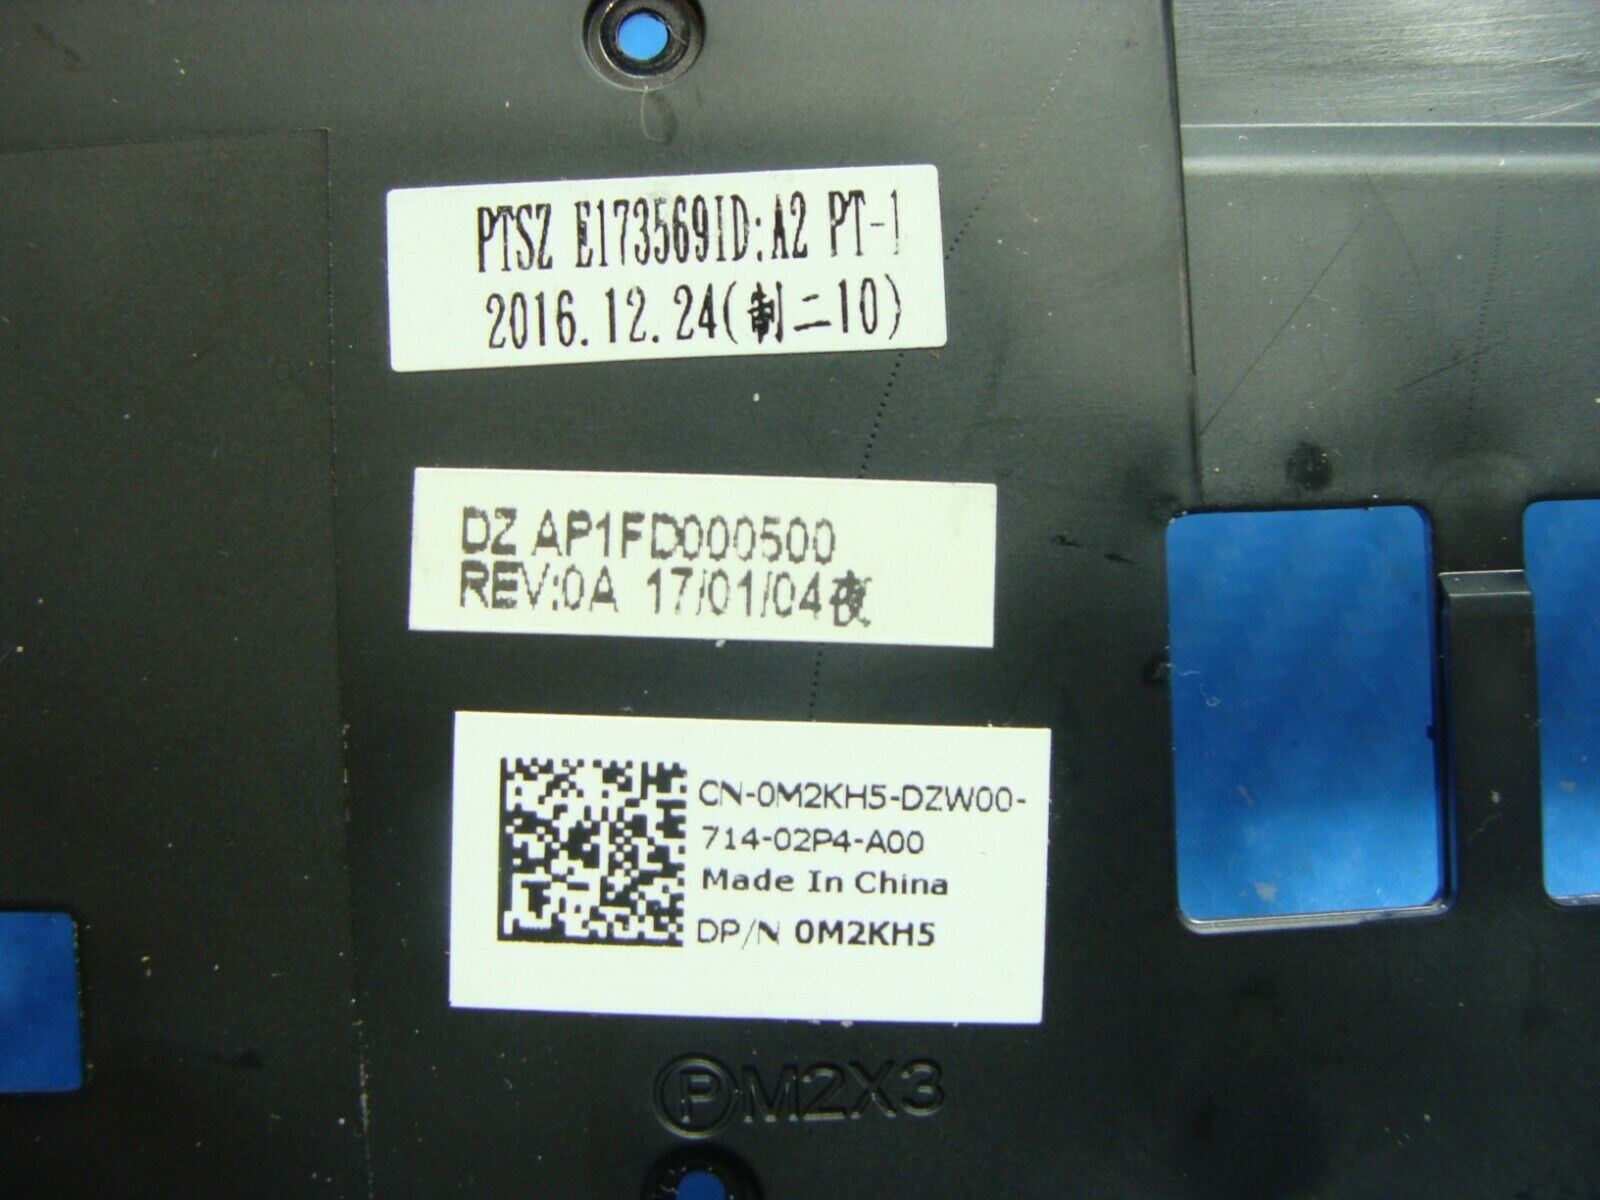 PTSZ E173569ID:A2 PT-1
2016.12.24(制二10)
DZ AP1FD000500
REV:0A 17/01/04夜
CN-0M2KH5-DZW00-
714-02P4-A00
Made In China
DP/N 0M2KH5
PM2X3